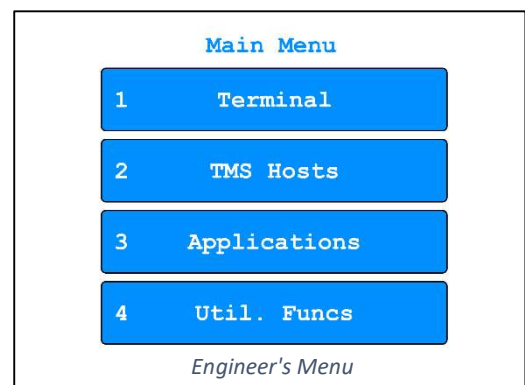 Main Menu
1 Terminal
2 TMS Hosts
3 Applications
4 Util. Funcs
Engineer's Menu